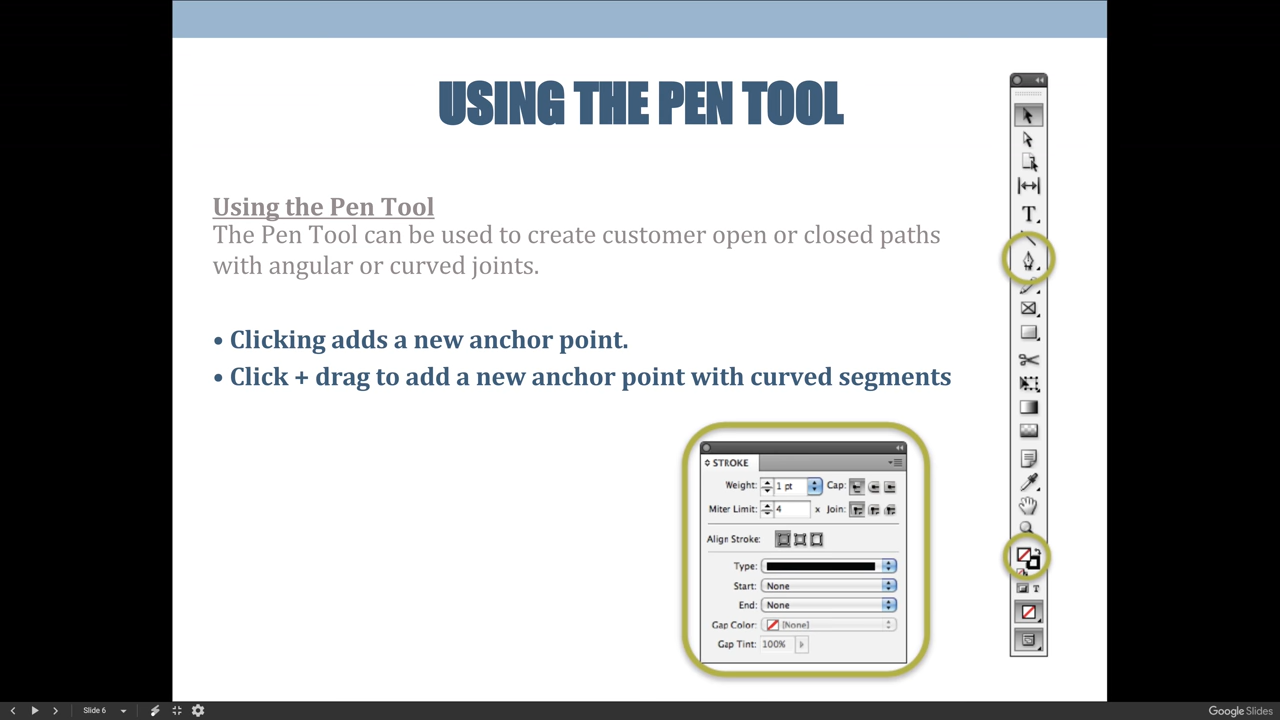 USING THE PEN TOOL
Using the Pen Tool
The Pen Tool can be used to create customer open or closed paths
with angular or curved joints.
• Clicking adds a new anchor point.
• Click + drag to add a new anchor point with curved segments
T
STROKE
Weight: 1 pt Cap:
Miter Limit: 4 x Join:
Align Stroke:
Type:
Start: None
End: None
Gap Color: [None]
Gap Tint: 100%
T
Slide 6
Google Slides